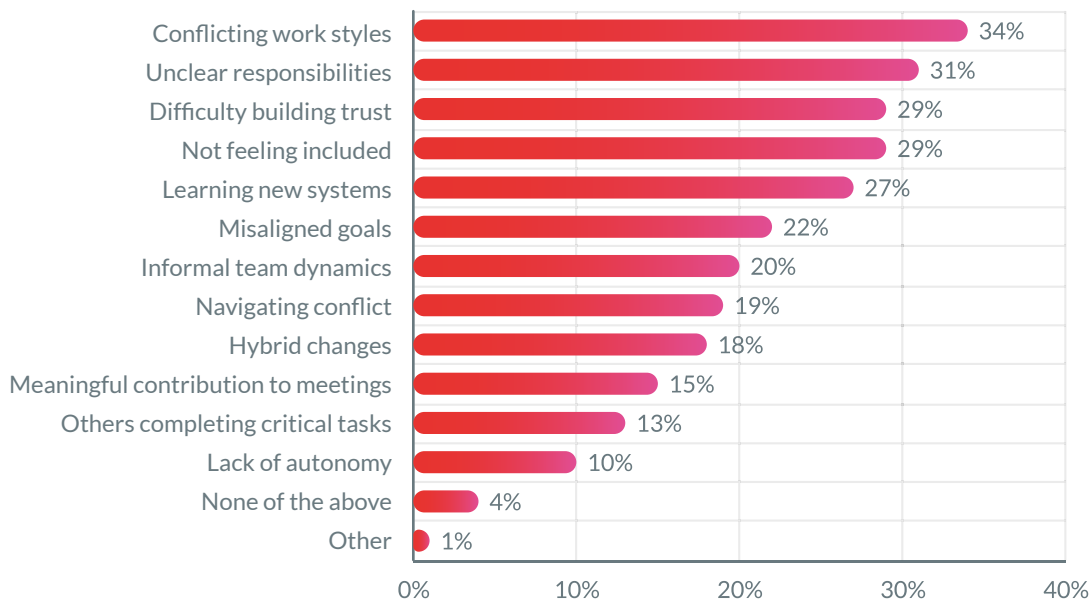 Conflicting work styles 34%
Unclear responsibilities 31%
Difficulty building trust 29%
Not feeling included 29%
Learning new systems 27%
Misaligned goals 22%
Informal team dynamics 20%
Navigating conflict 19%
Hybrid changes 18%
Meaningful contribution to meetings 15%
Others completing critical tasks 13%
Lack of autonomy 10%
None of the above 4%
Other 1%
0% 10% 20% 30% 40%